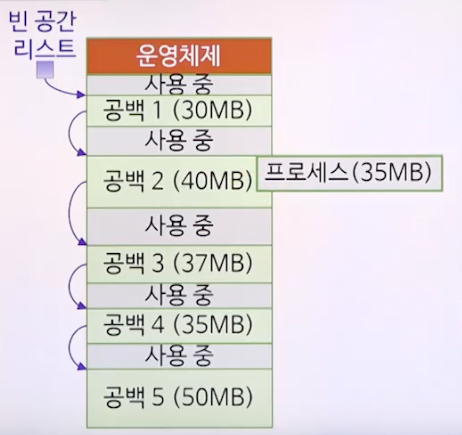 빈 공간
리스트
운영체제
사용 중
공백 1 (30MB)
사용 중
공백 2 (40MB)
프로세스(35MB)
사용 중
공백 3 (37MB)
사용 중
공백 4 (35MB)
사용 중
공백 5 (50MB)